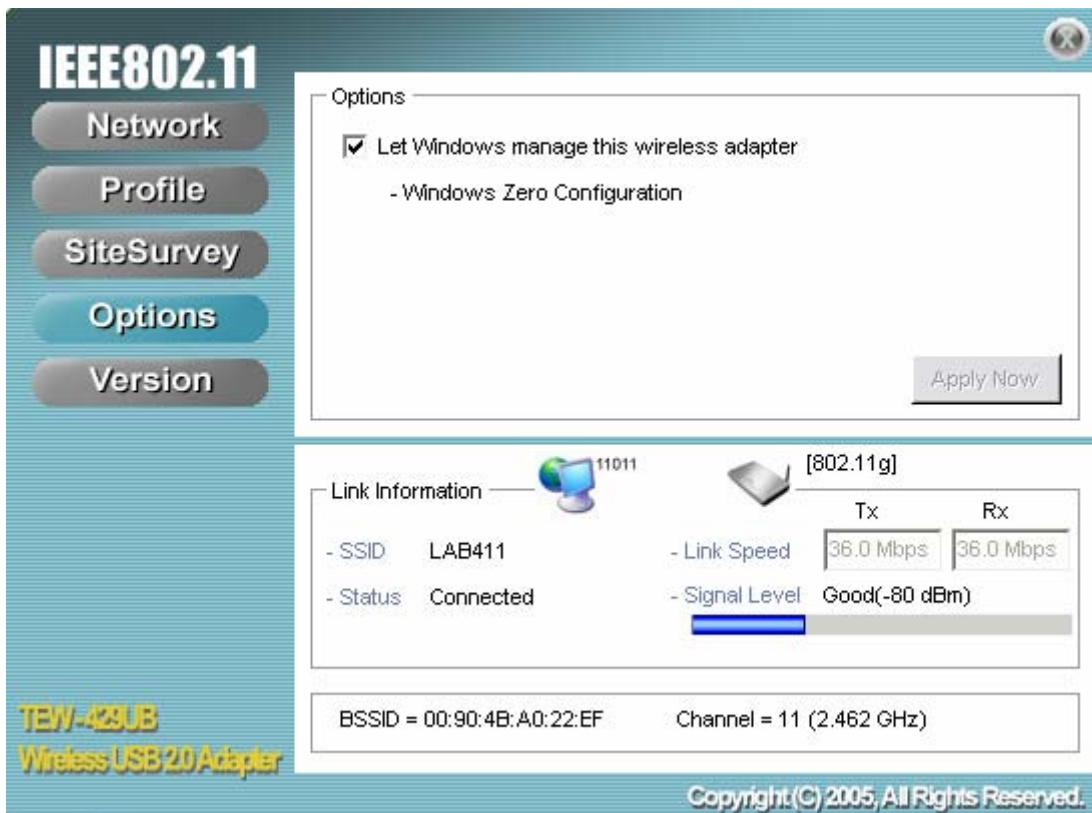 IEEE802.11
Network
Profile
SiteSurvey
Options
Version
Options
Let Windows manage this wireless adapter
- Windows Zero Configuration
Apply Now
11011
[802.11g]
Link Information
Tx Rx
- SSID LAB411
- Link Speed 36.0 Mbps 36.0 Mbps
- Status Connected
- Signal Level Good(-80 dBm)
BSSID = 00:90:4B:A0:22:EF Channel = 11 (2.462 GHz)
TEW-429UB
Wireless USB 2.0 Adapter
Copyright (C) 2005, All Rights Reserved.